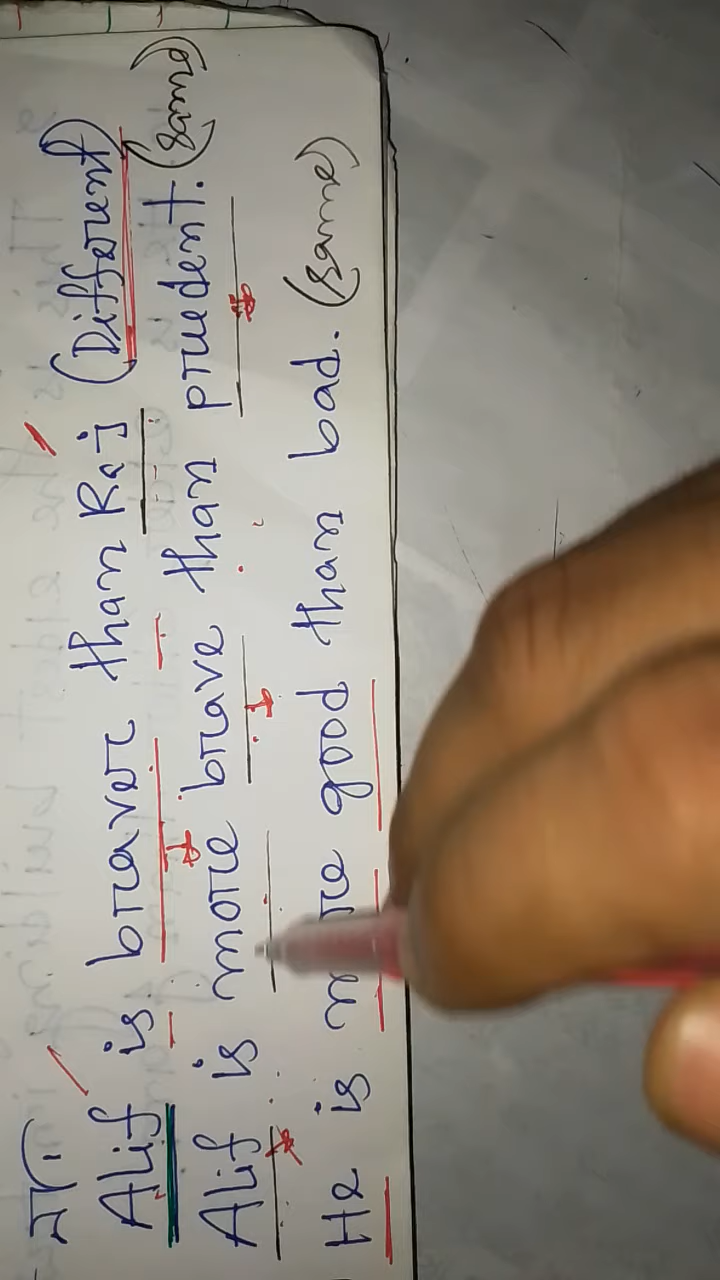 Alif is braver than Raj (Different)
Alif is more brave than pruedent. (same)
He is more good than bad. (same)